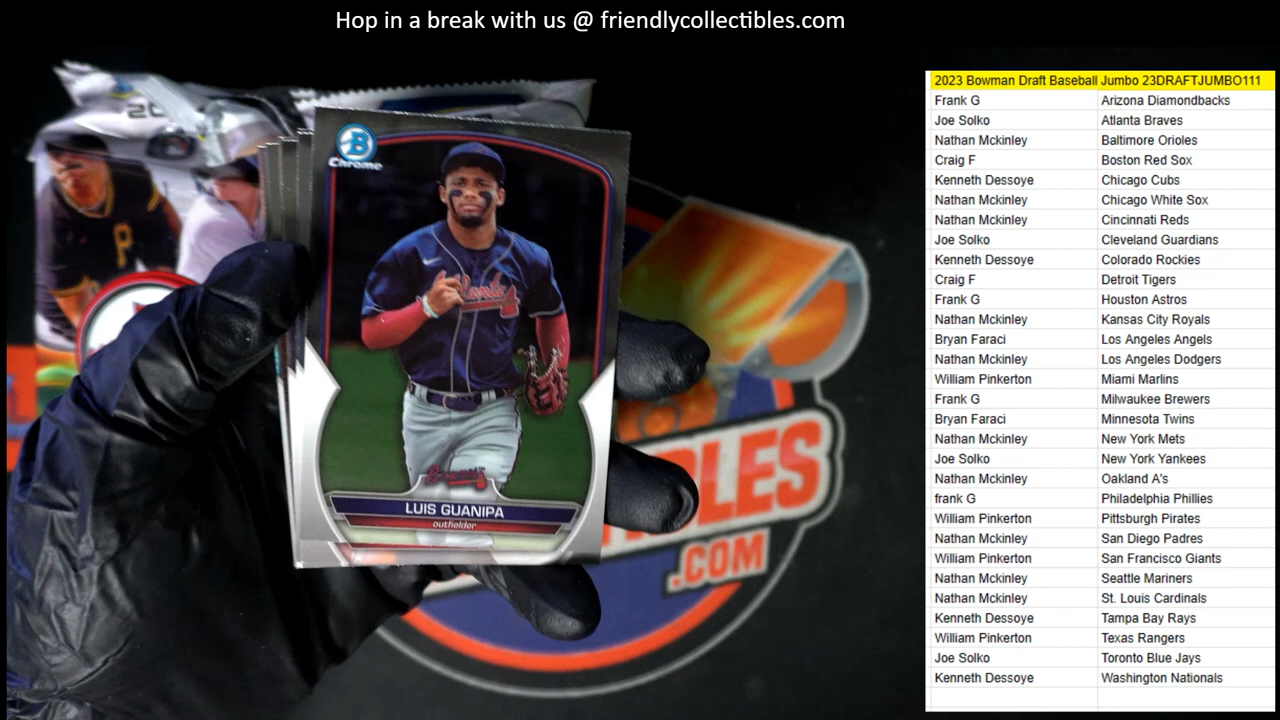 Hop in a break with us @ friendlycollectibles.com
2023 Bowman Draft Baseball Jumbo 23DRAFTJUMBO111
Frank G Arizona Diamondbacks
Joe Solko Atlanta Braves
Nathan Mckinley Baltimore Orioles
Craig F Boston Red Sox
Kenneth Dessoye Chicago Cubs
Nathan Mckinley Chicago White Sox
Nathan Mckinley Cincinnati Reds
Joe Solko Cleveland Guardians
Kenneth Dessoye Colorado Rockies
Craig F Detroit Tigers
Frank G Houston Astros
Nathan Mckinley Kansas City Royals
Bryan Faraci Los Angeles Angels
Nathan Mckinley Los Angeles Dodgers
William Pinkerton Miami Marlins
Frank G Milwaukee Brewers
Bryan Faraci Minnesota Twins
Nathan Mckinley New York Mets
Joe Solko New York Yankees
Nathan Mckinley Oakland A's
frank G Philadelphia Phillies
William Pinkerton Pittsburgh Pirates
Nathan Mckinley San Diego Padres
William Pinkerton San Francisco Giants
Nathan Mckinley Seattle Mariners
Nathan Mckinley St. Louis Cardinals
Kenneth Dessoye Tampa Bay Rays
William Pinkerton Texas Rangers
Joe Solko Toronto Blue Jays
Kenneth Dessoye Washington Nationals
20
B
Chrome
P
Braves
LUIS GUANIPA
outfielder
.COM